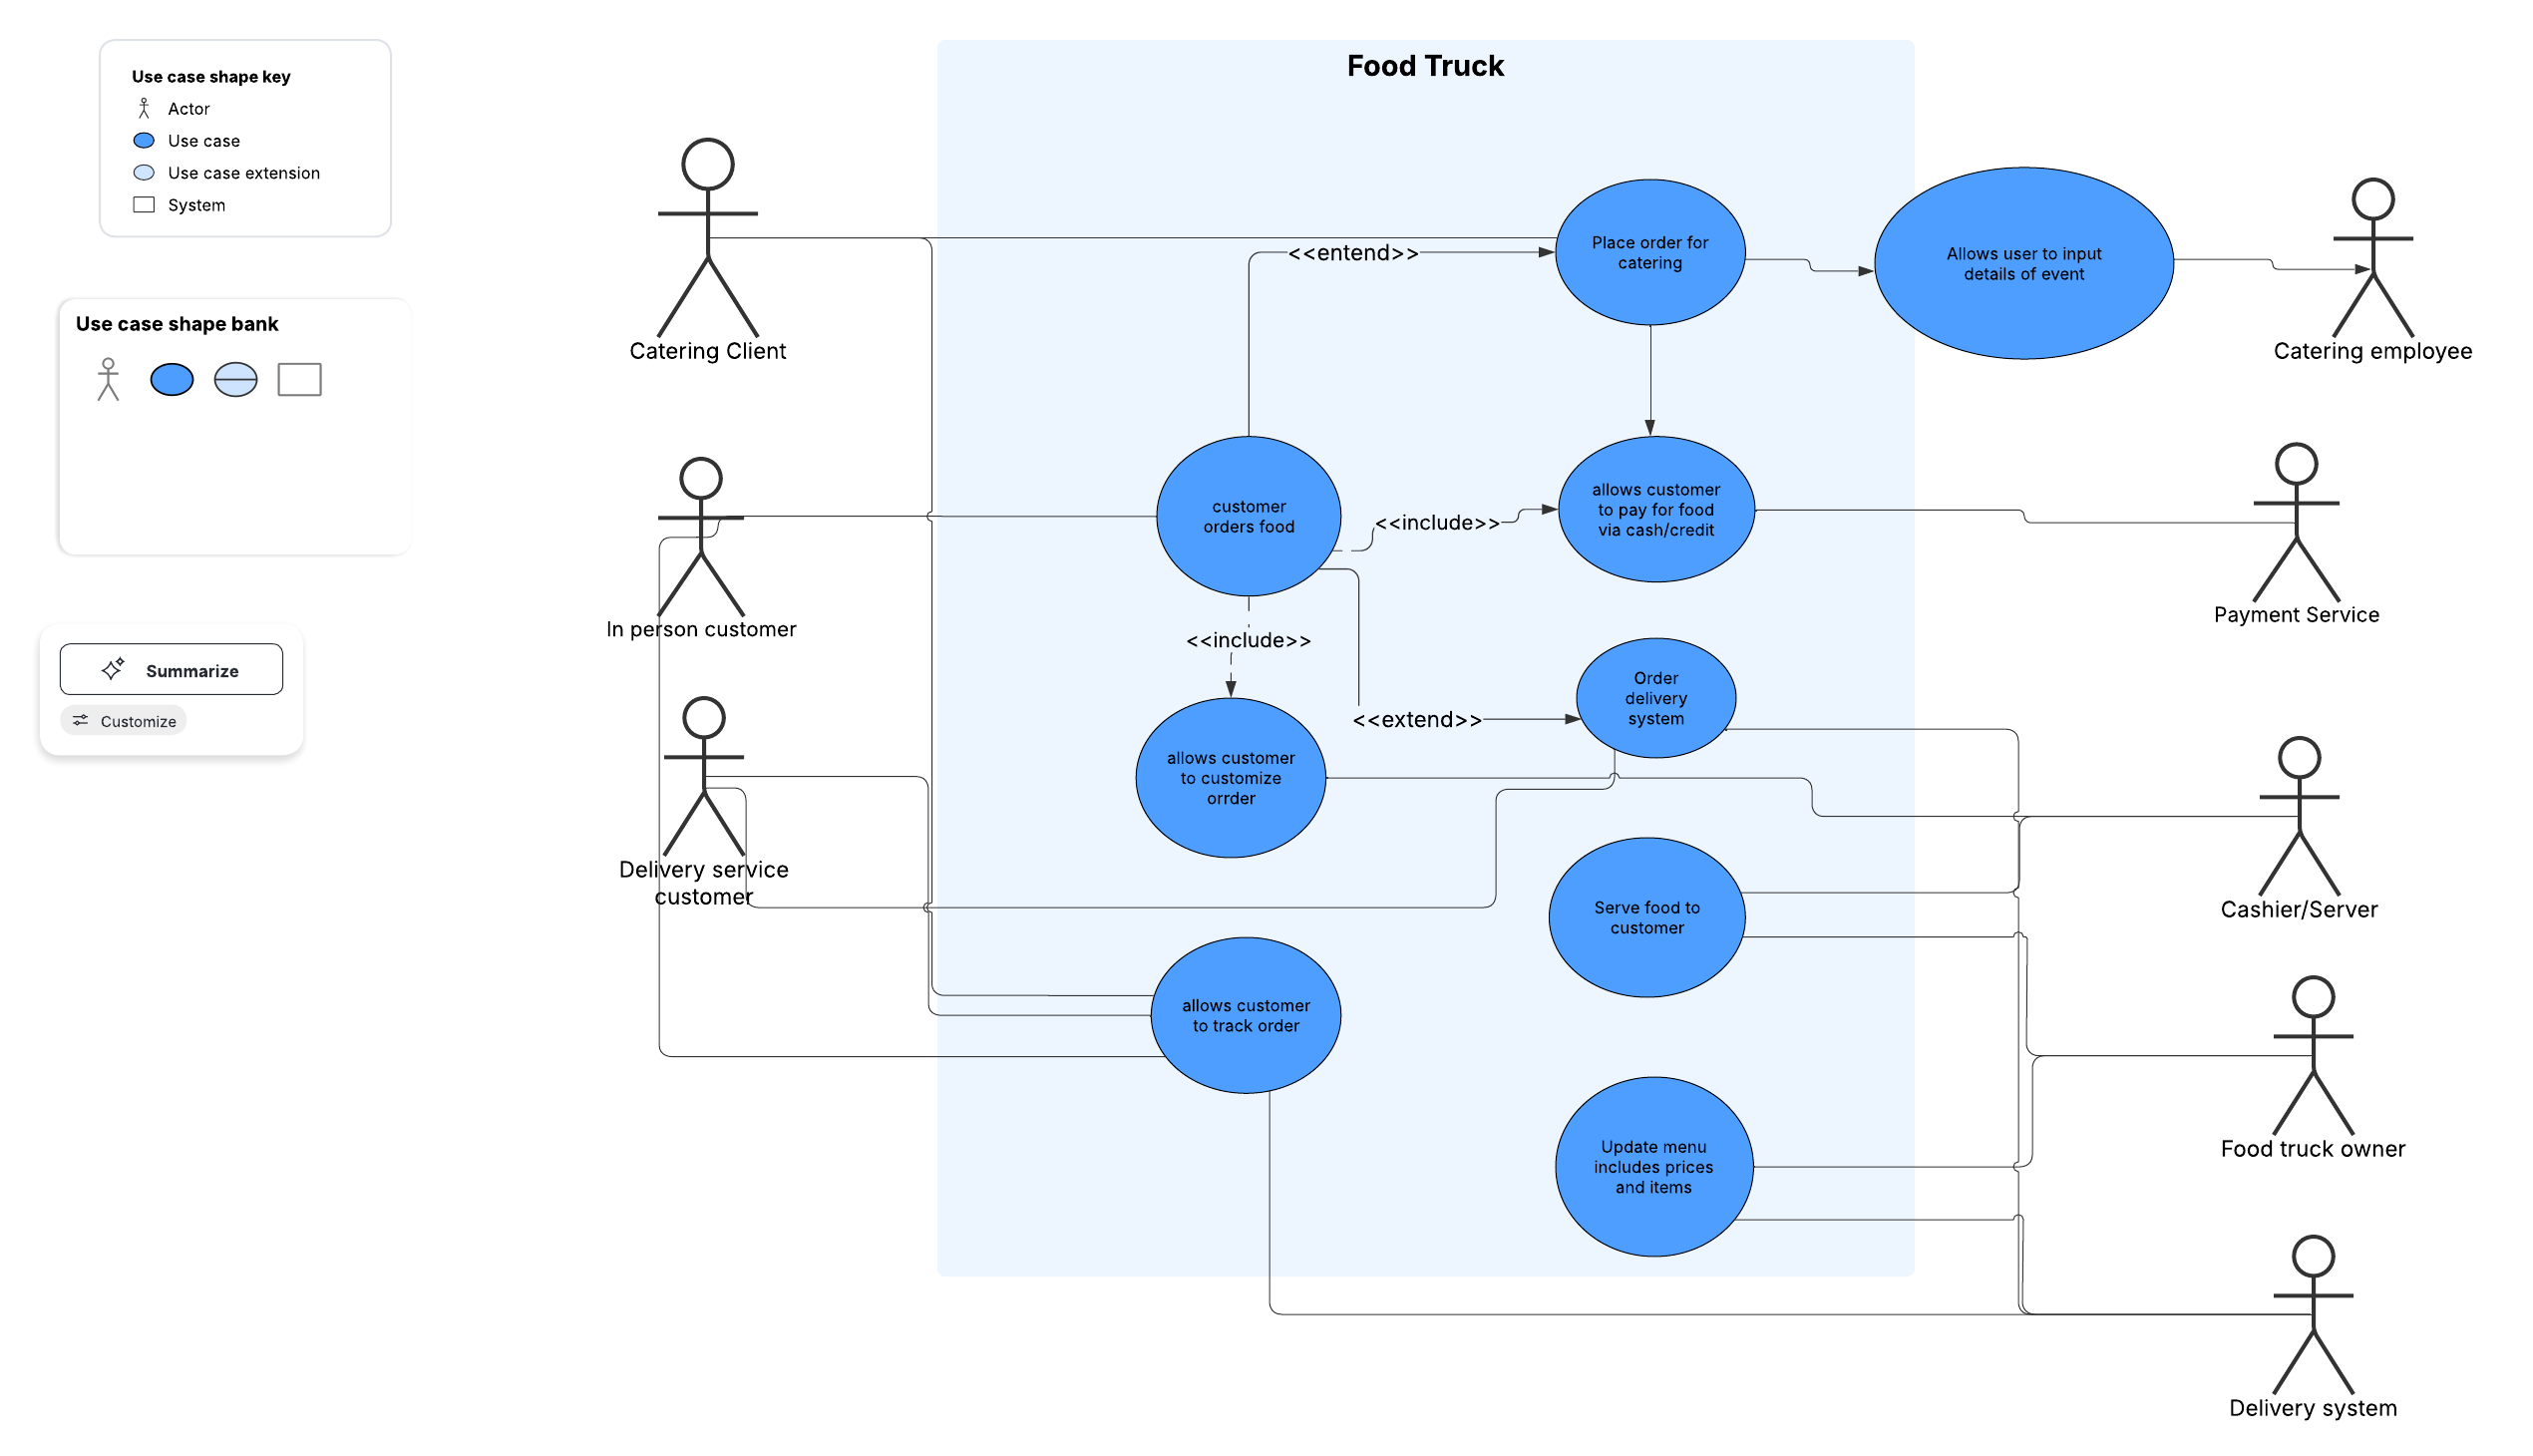 Use case shape key
Actor
Use case
Use case extension
System
Use case shape bank
Summarize
Customize
Food Truck
Catering Client
In person customer
Delivery service
customer
<<entend>>
Place order for
catering
Allows user to input
details of event
Catering employee
customer
orders food
<<include>>
allows customer
to pay for food
via cash/credit
Payment Service
<<include>>
<<extend>>
Order
delivery
system
allows customer
to customize
orrder
Cashier/Server
Serve food to
customer
allows customer
to track order
Food truck owner
Update menu
includes prices
and items
Delivery system